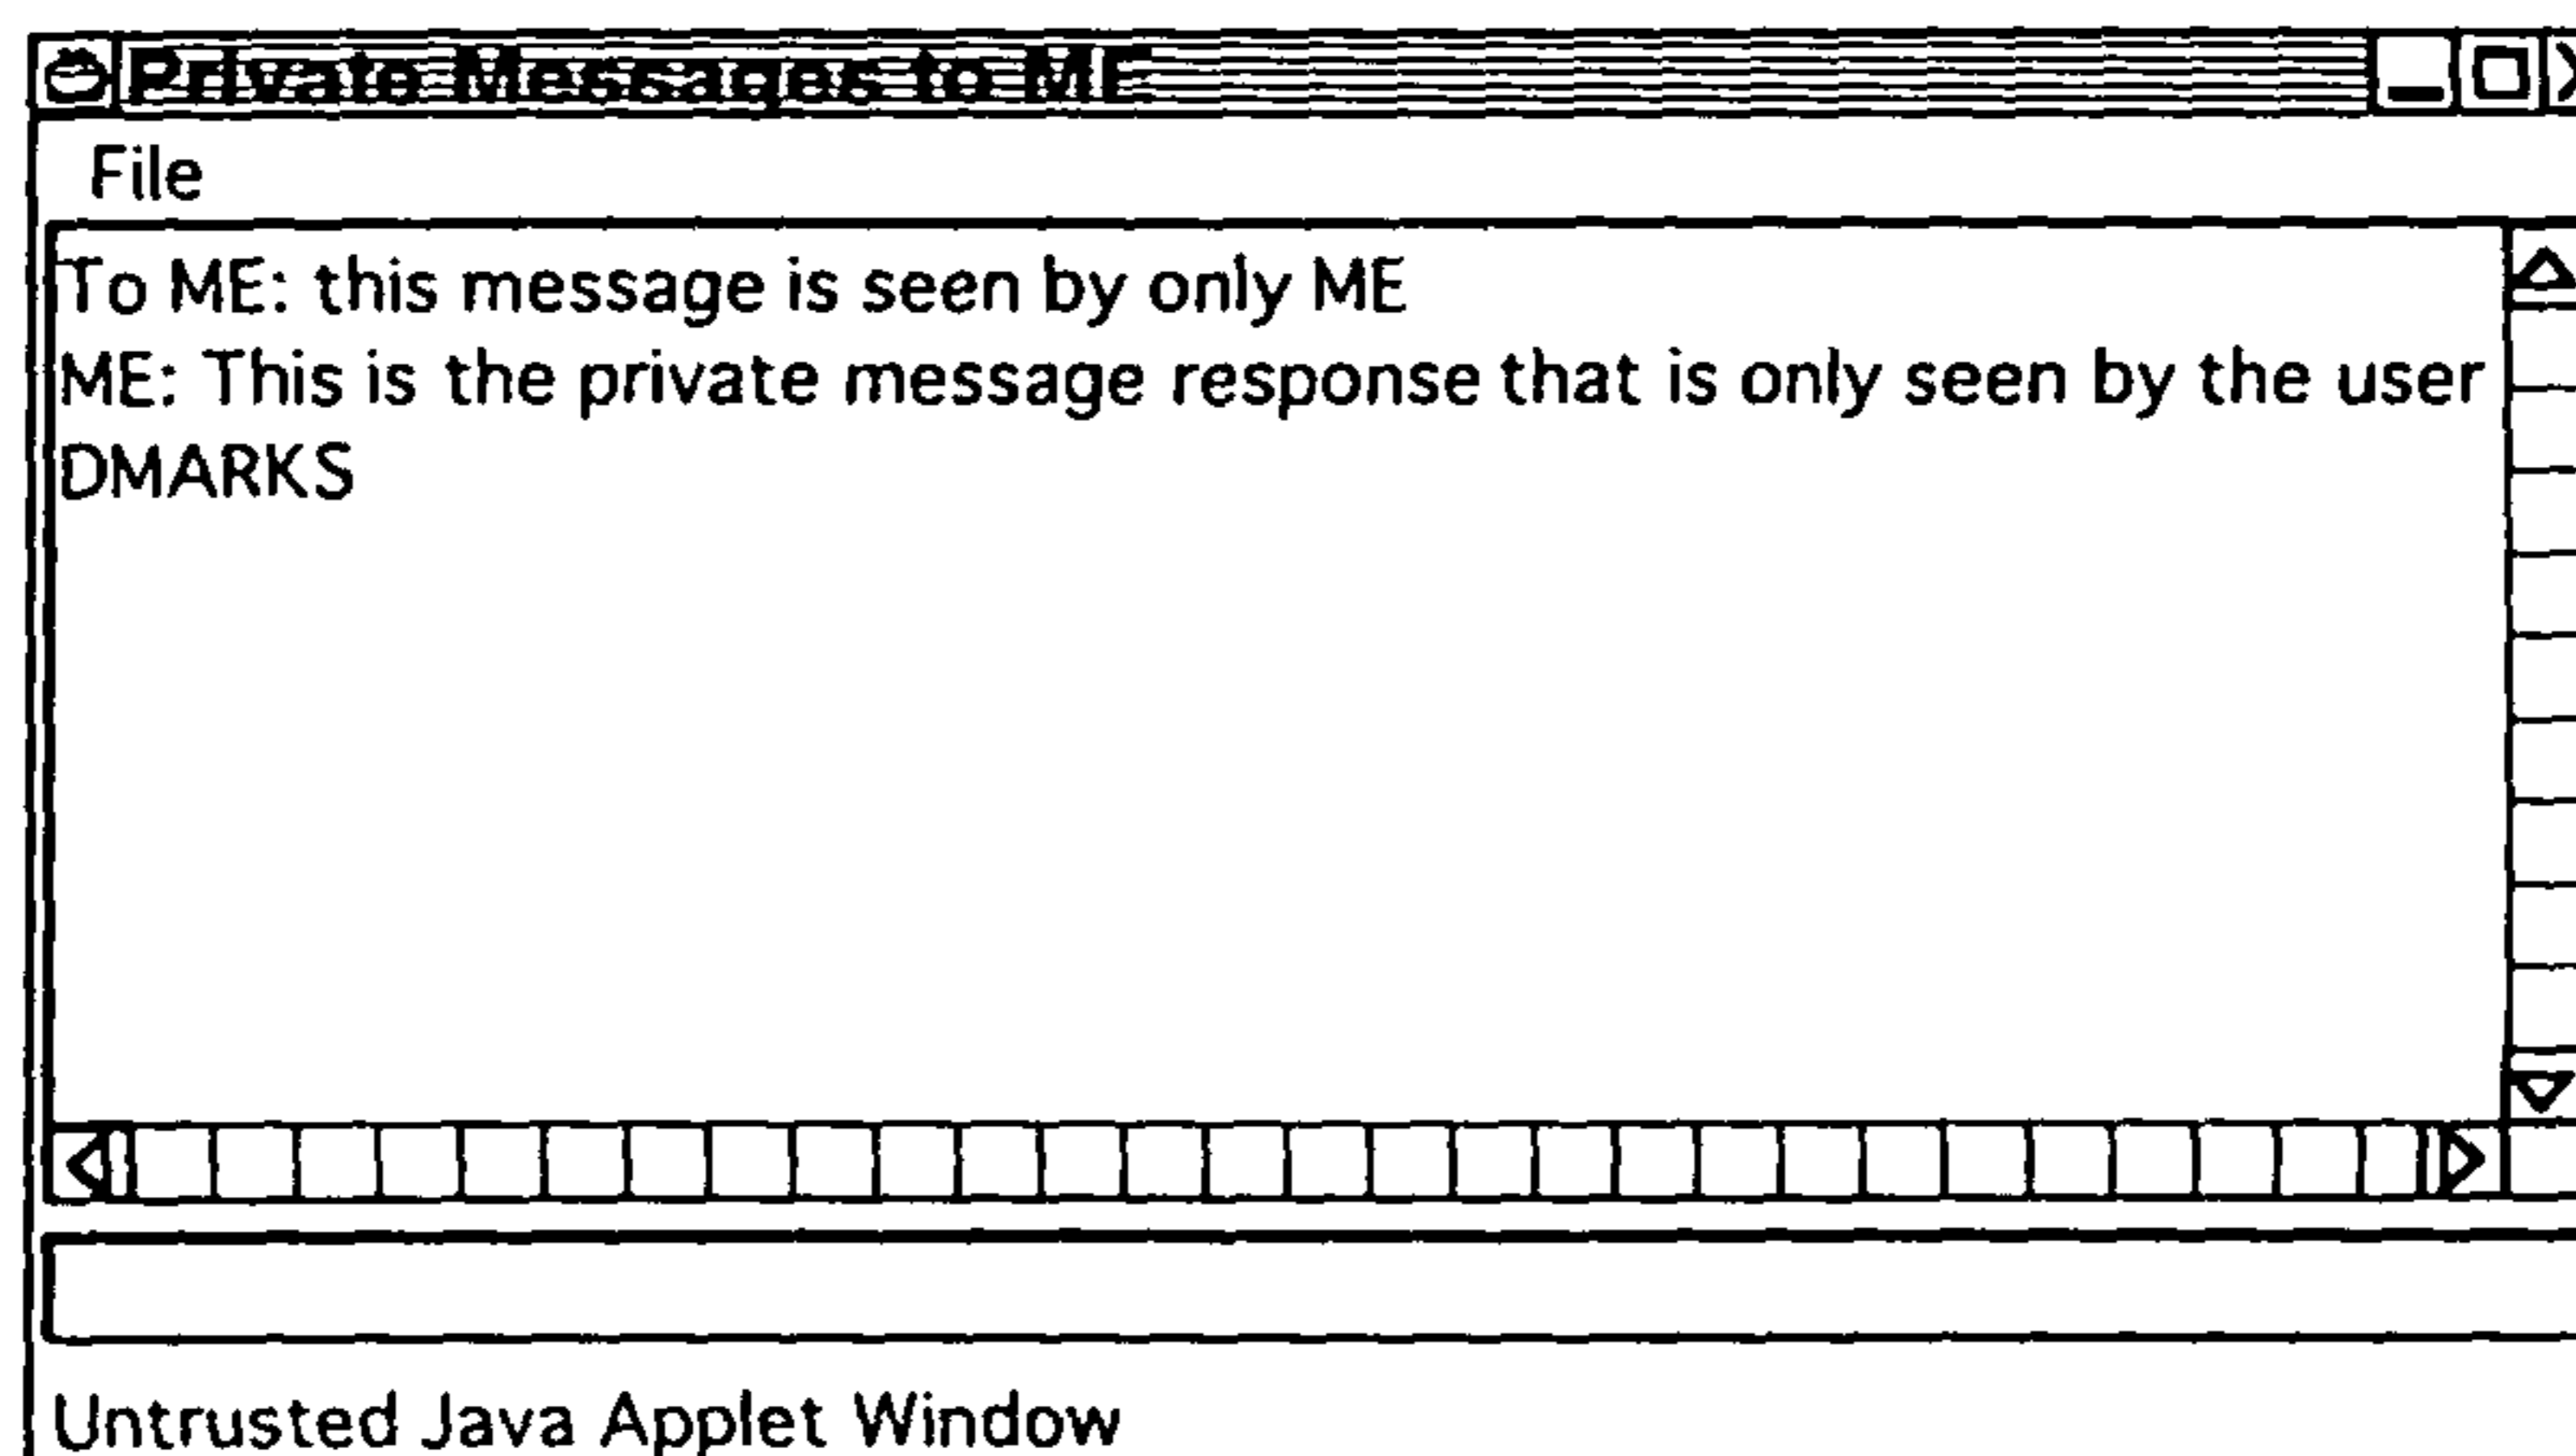 Private Messages to ME
File
To ME: this message is seen by only ME
ME: This is the private message response that is only seen by the user
DMARKS
Untrusted Java Applet Window